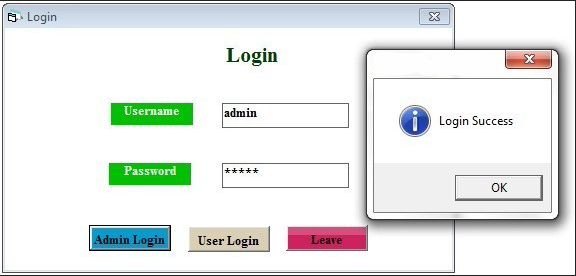 Login
Login
Username
admin
Password
*****
Admin Login
User Login
Leave
Login Success
OK